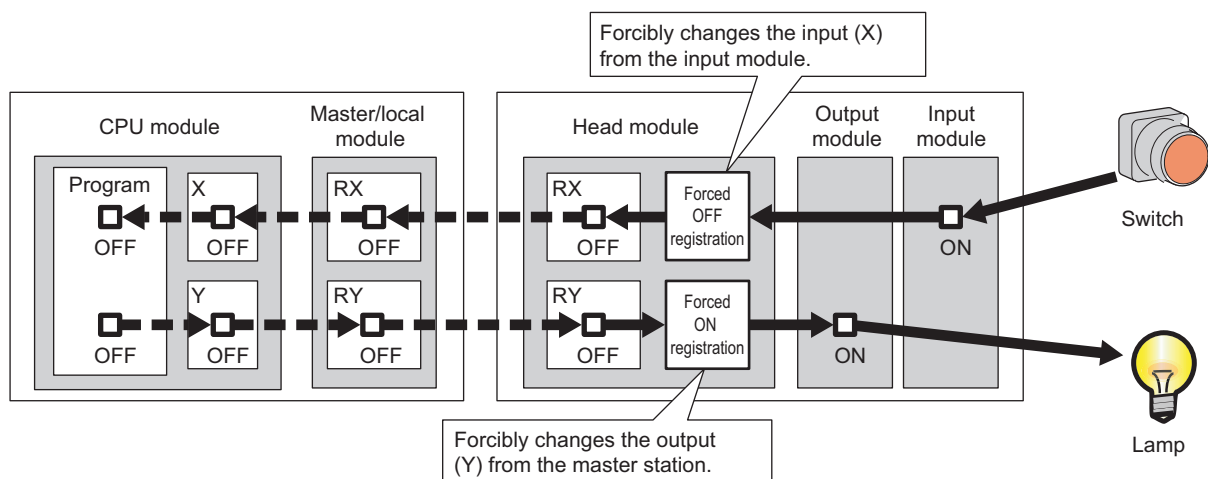 Forcibly changes the input (X)
from the input module.
CPU module
Master/local
module
Head module
Output
module
Input
module
Program
X
RX
RX
Forced
OFF
registration
OFF
OFF
OFF
OFF
ON
Switch
Y
RY
RY
Forced
ON
registration
OFF
OFF
OFF
OFF
ON
Lamp
Forcibly changes the output
(Y) from the master station.